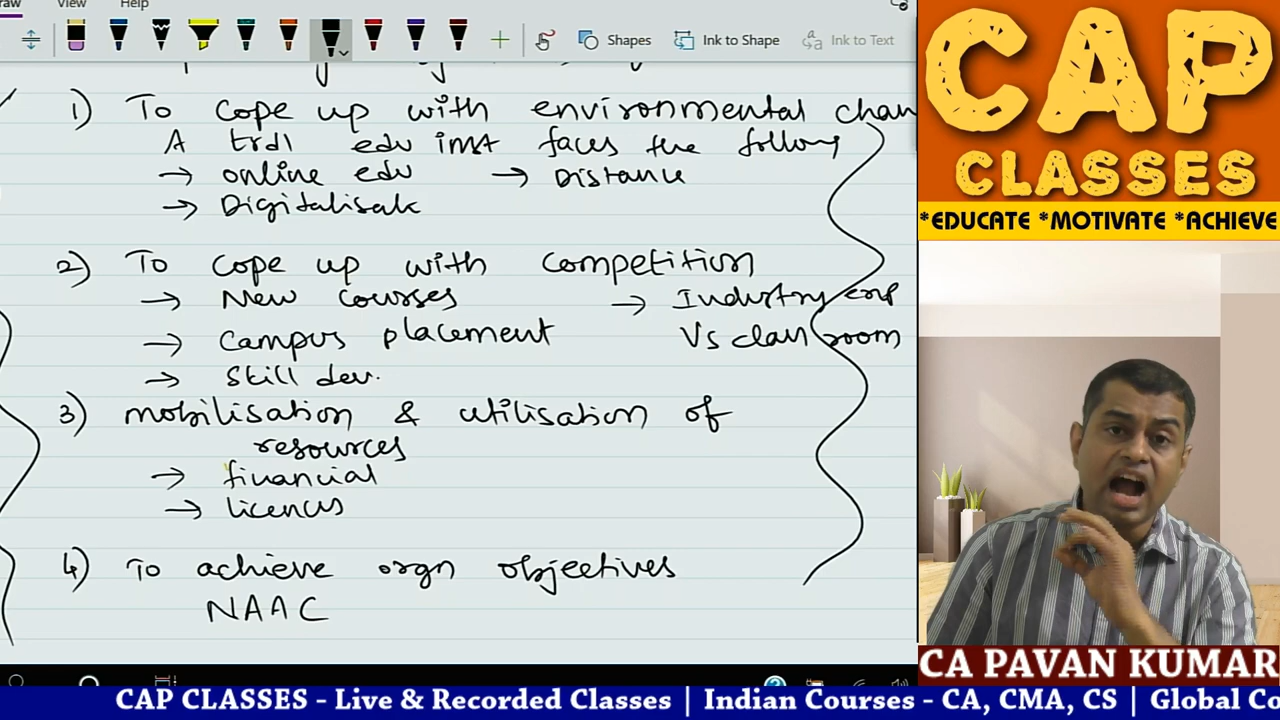 raw View Help
Shapes Ink to Shape Ink to Text
1) To cope up with environmental chan
A trdl edu inst faces the follong
→ online edu → Distance
→ Digitalisat
2) To cope up with competition
→ New courses → Industry exp
→ Campus placement Vs class room
→ Skill dev.
3) mobilisation & utilisation of
resources
→ financial
→ licences
4) To achieve orgn objectives
NAAC
CAP
CLASSES
*EDUCATE *MOTIVATE *ACHIEVE
CA PAVAN KUMAR
CAP CLASSES - Live & Recorded Classes | Indian Courses - CA, CMA, CS | Global Co